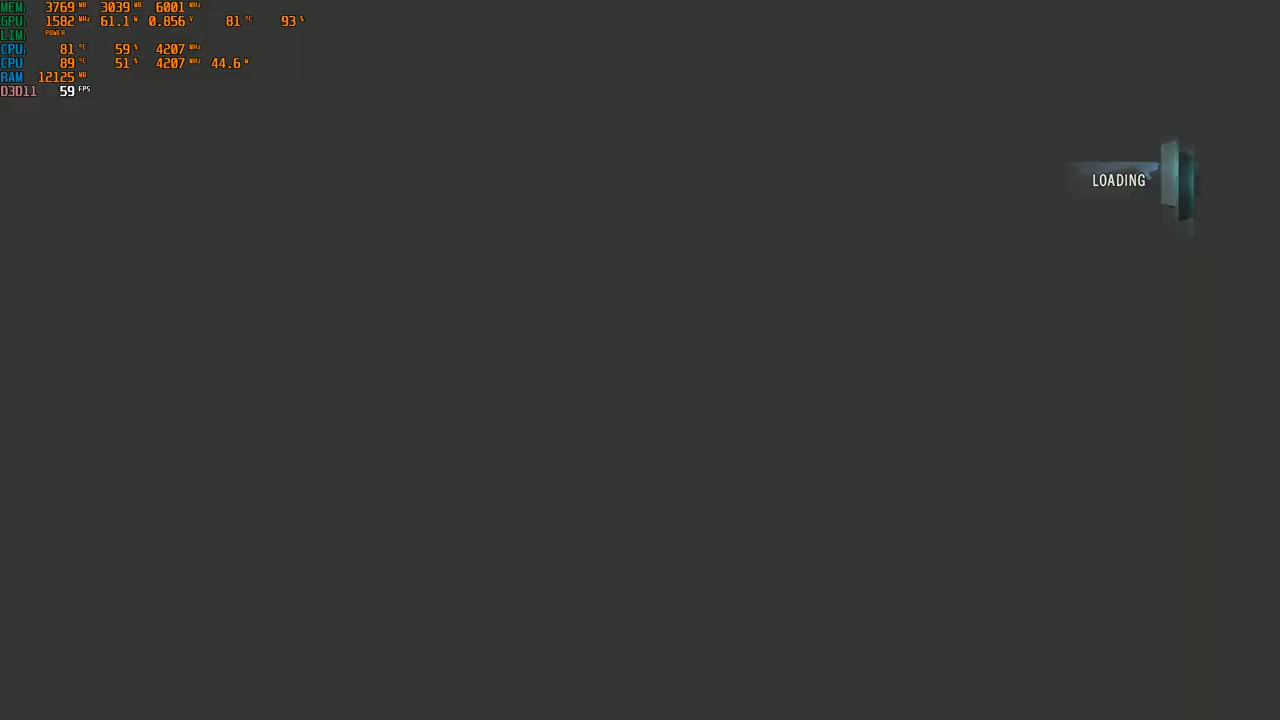 MEM 3769 MB 3039 MB 6001 MHz
GPU 1582 MHz 61.1 W 0.856 V 81 °C 93 %
LIM POWER
CPU 81 °C 59 % 4207 MHz
CPU 89 °C 51 % 4207 MHz 44.6 W
RAM 12125 MB
D3D11 59 FPS
LOADING